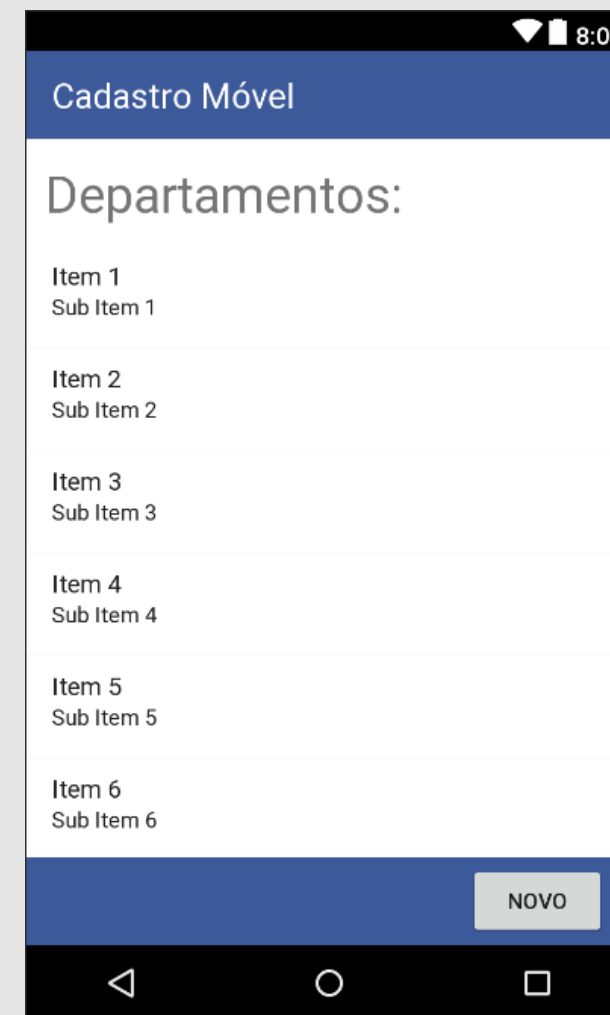 8:0
Cadastro Móvel
Departamentos:
Item 1
Sub Item 1
Item 2
Sub Item 2
Item 3
Sub Item 3
Item 4
Sub Item 4
Item 5
Sub Item 5
Item 6
Sub Item 6
NOVO